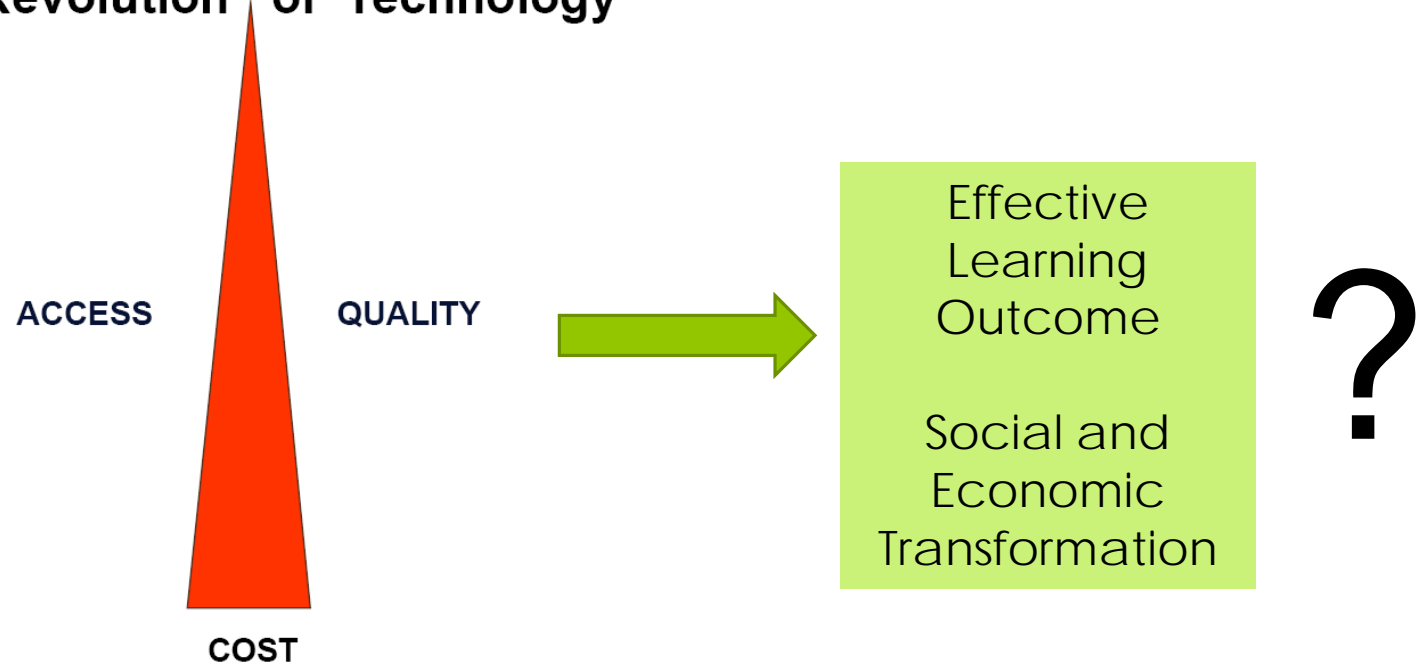 Revolution of Technology
ACCESS
QUALITY
COST
Effective
Learning
Outcome
Social and
Economic
Transformation
?